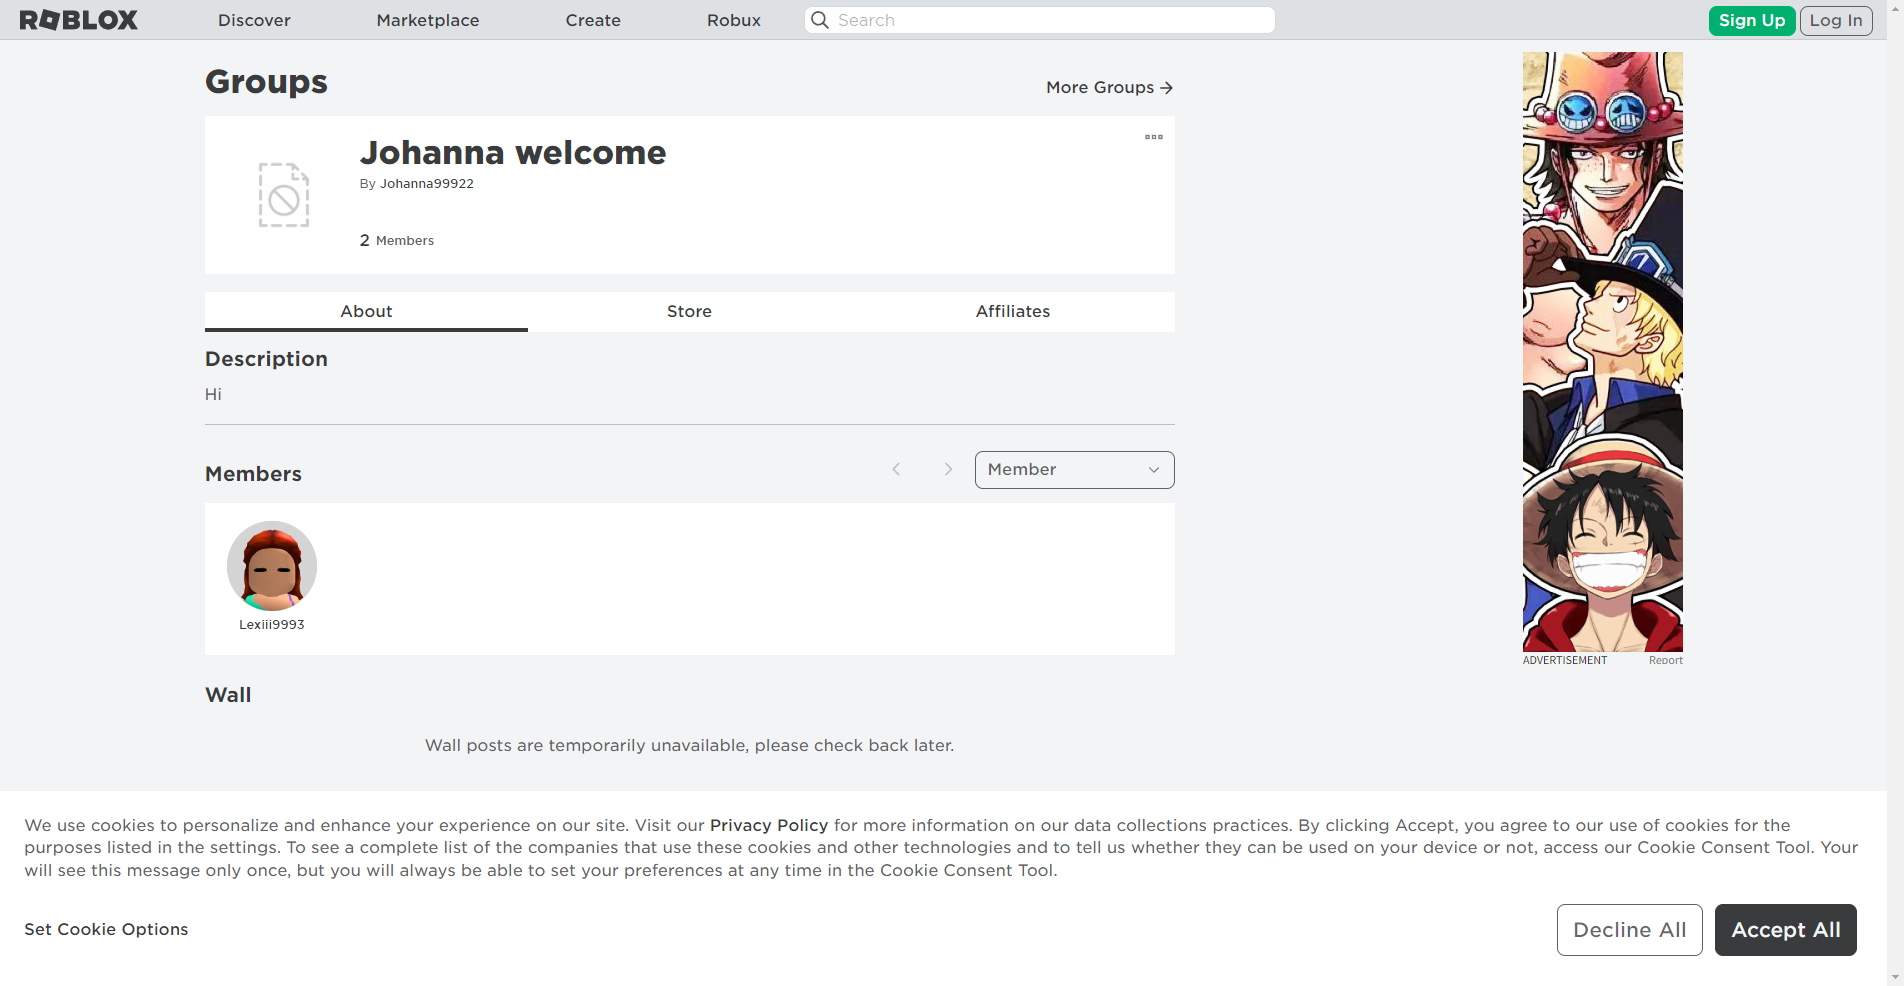 ROBLOX
Discover
Marketplace
Create
Robux
Search
Sign Up
Log In
Groups
More Groups
Johanna welcome
By Johanna99922
2 Members
About
Store
Affiliates
Description
Hi
Members
Member
Lexiii9993
ADVERTISEMENT
Report
Wall
Wall posts are temporarily unavailable, please check back later.
We use cookies to personalize and enhance your experience on our site. Visit our Privacy Policy for more information on our data collections practices. By clicking Accept, you agree to our use of cookies for the
purposes listed in the settings. To see a complete list of the companies that use these cookies and other technologies and to tell us whether they can be used on your device or not, access our Cookie Consent Tool. Your
will see this message only once, but you will always be able to set your preferences at any time in the Cookie Consent Tool.
Set Cookie Options
Decline All
Accept All